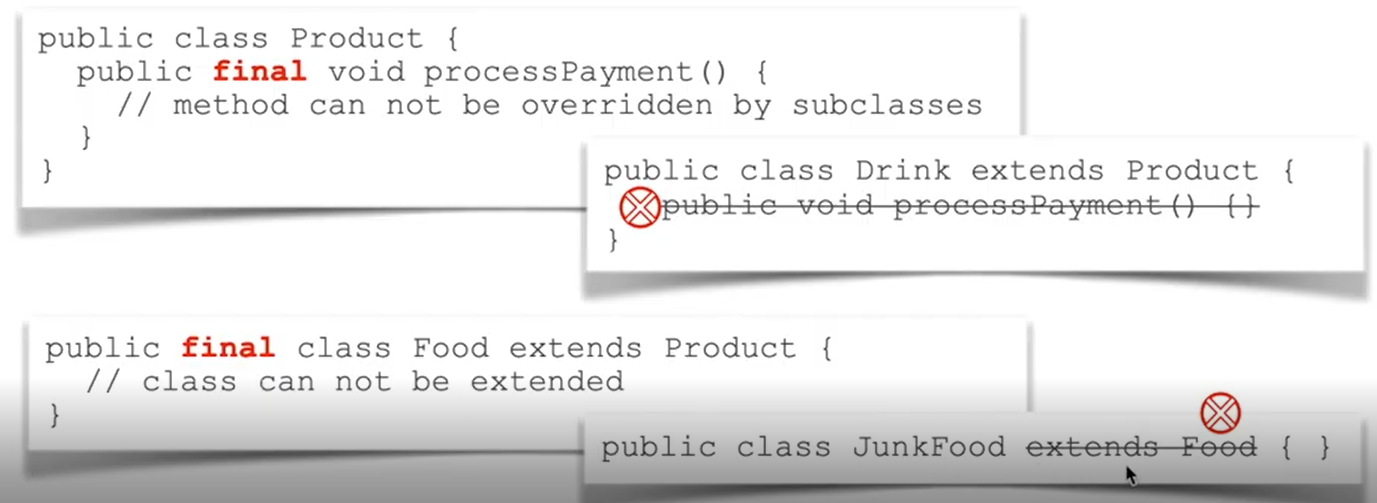 public class Product {
public final void processPayment() {
// method can not be overridden by subclasses
}
}
public class Drink extends Product {
public void processPayment() {}
}
public final class Food extends Product {
// class can not be extended
}
public class JunkFood extends Food { }